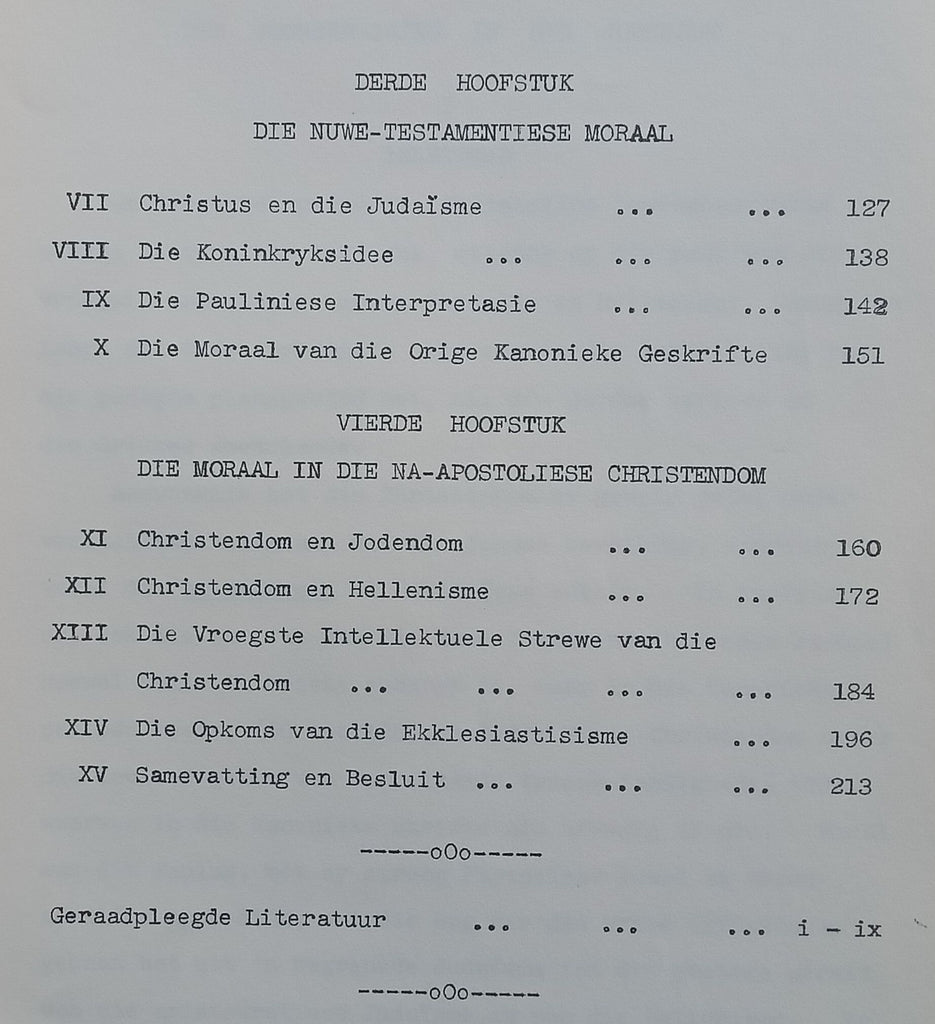 DERDE HOOFSTUK
DIE NUWE-TESTAMENTIESE MORAAL
VII Christus en die Judaïsme ... ... 127
VIII Die Koninkryksidee ... ... ... 138
IX Die Pauliniese Interpretasie ... ... 142
X Die Moraal van die Orige Kanonieke Geskrifte 151
VIERDE HOOFSTUK
DIE MORAAL IN DIE NA-APOSTOLIESE CHRISTENDOM
XI Christendom en Jodendom ... ... 160
XII Christendom en Hellenisme ... ... 172
XIII Die Vroegste Intellektuele Strewe van die
Christendom ... ... ... ... 184
XIV Die Opkoms van die Ekklesiastisisme ... 196
XV Samevatting en Besluit ... ... ... 213
-----oOo-----
Geraadpleegde Literatuur ... ... ... i - ix
-----oOo-----